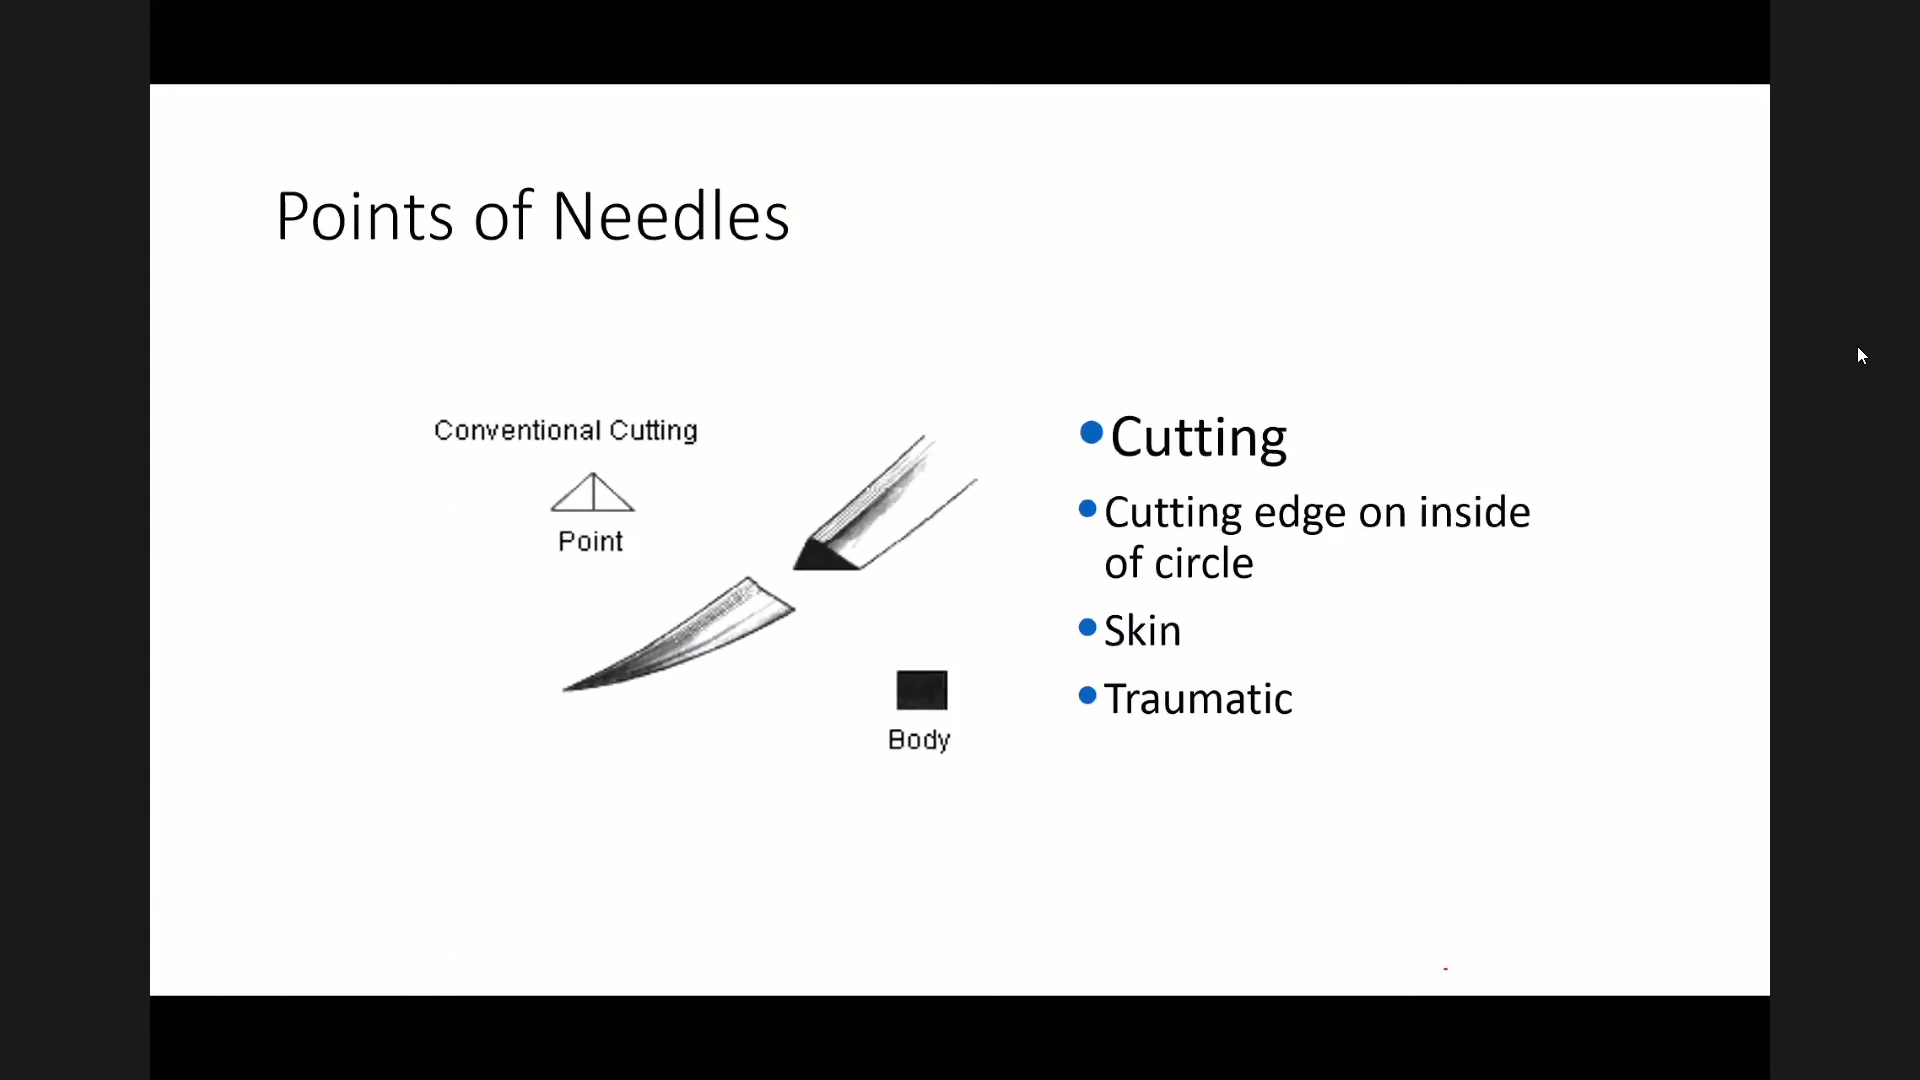 Points of Needles
Conventional Cutting
Point
Body
•Cutting
•Cutting edge on inside
of circle
•Skin
•Traumatic